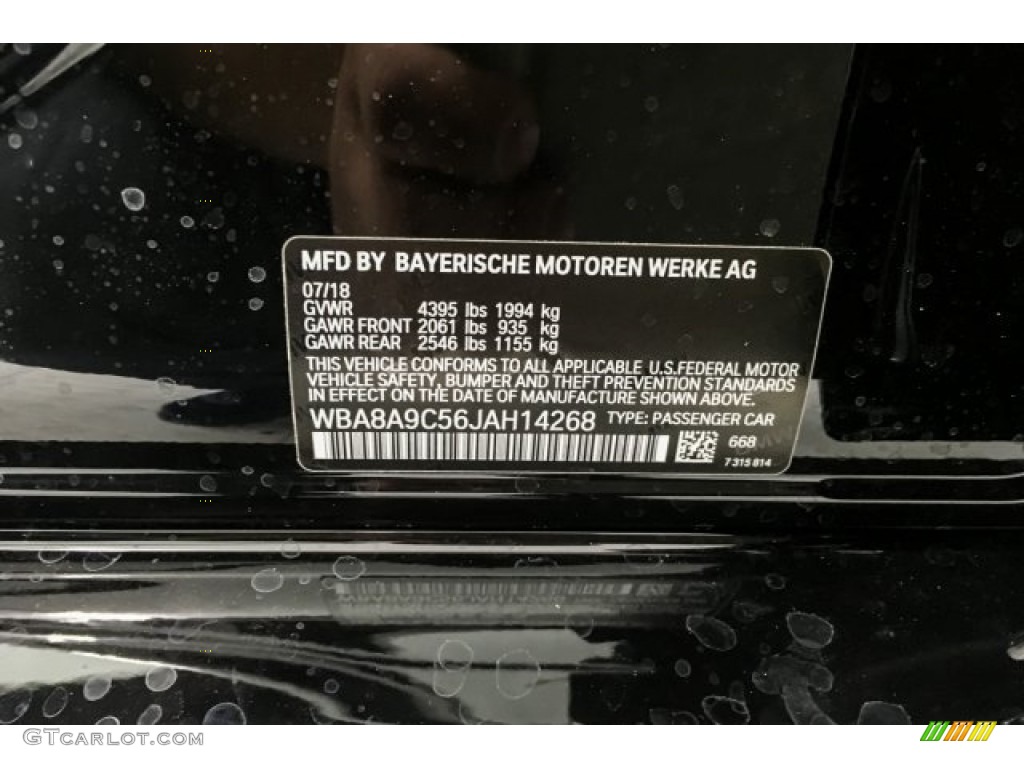 MFD BY BAYERISCHE MOTOREN WERKE AG
07/18
GVWR 4395 lbs 1994 kg
GAWR FRONT 2061 lbs 935 kg
GAWR REAR 2546 lbs 1155 kg
THIS VEHICLE CONFORMS TO ALL APPLICABLE U.S.FEDERAL MOTOR
VEHICLE SAFETY, BUMPER AND THEFT PREVENTION STANDARDS
IN EFFECT ON THE DATE OF MANUFACTURE SHOWN ABOVE.
WBA8A9C56JAH14268 TYPE: PASSENGER CAR
668
7 315 814
GTcarlot.com